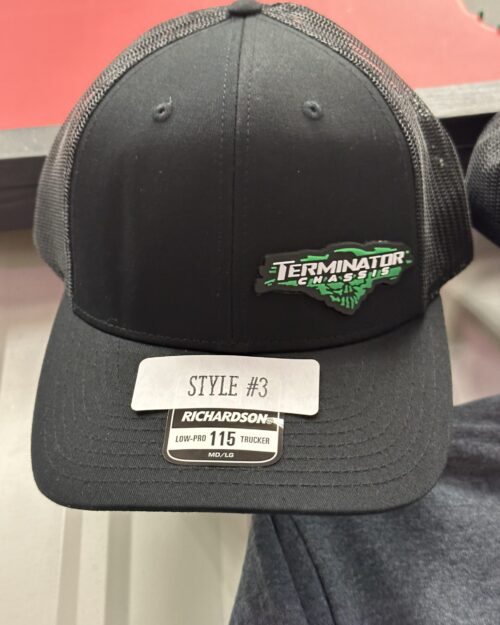 TERMINATOR
CHASSIS
STYLE #3
RICHARDSON
LOW-PRO 115 TRUCKER
MD/LG